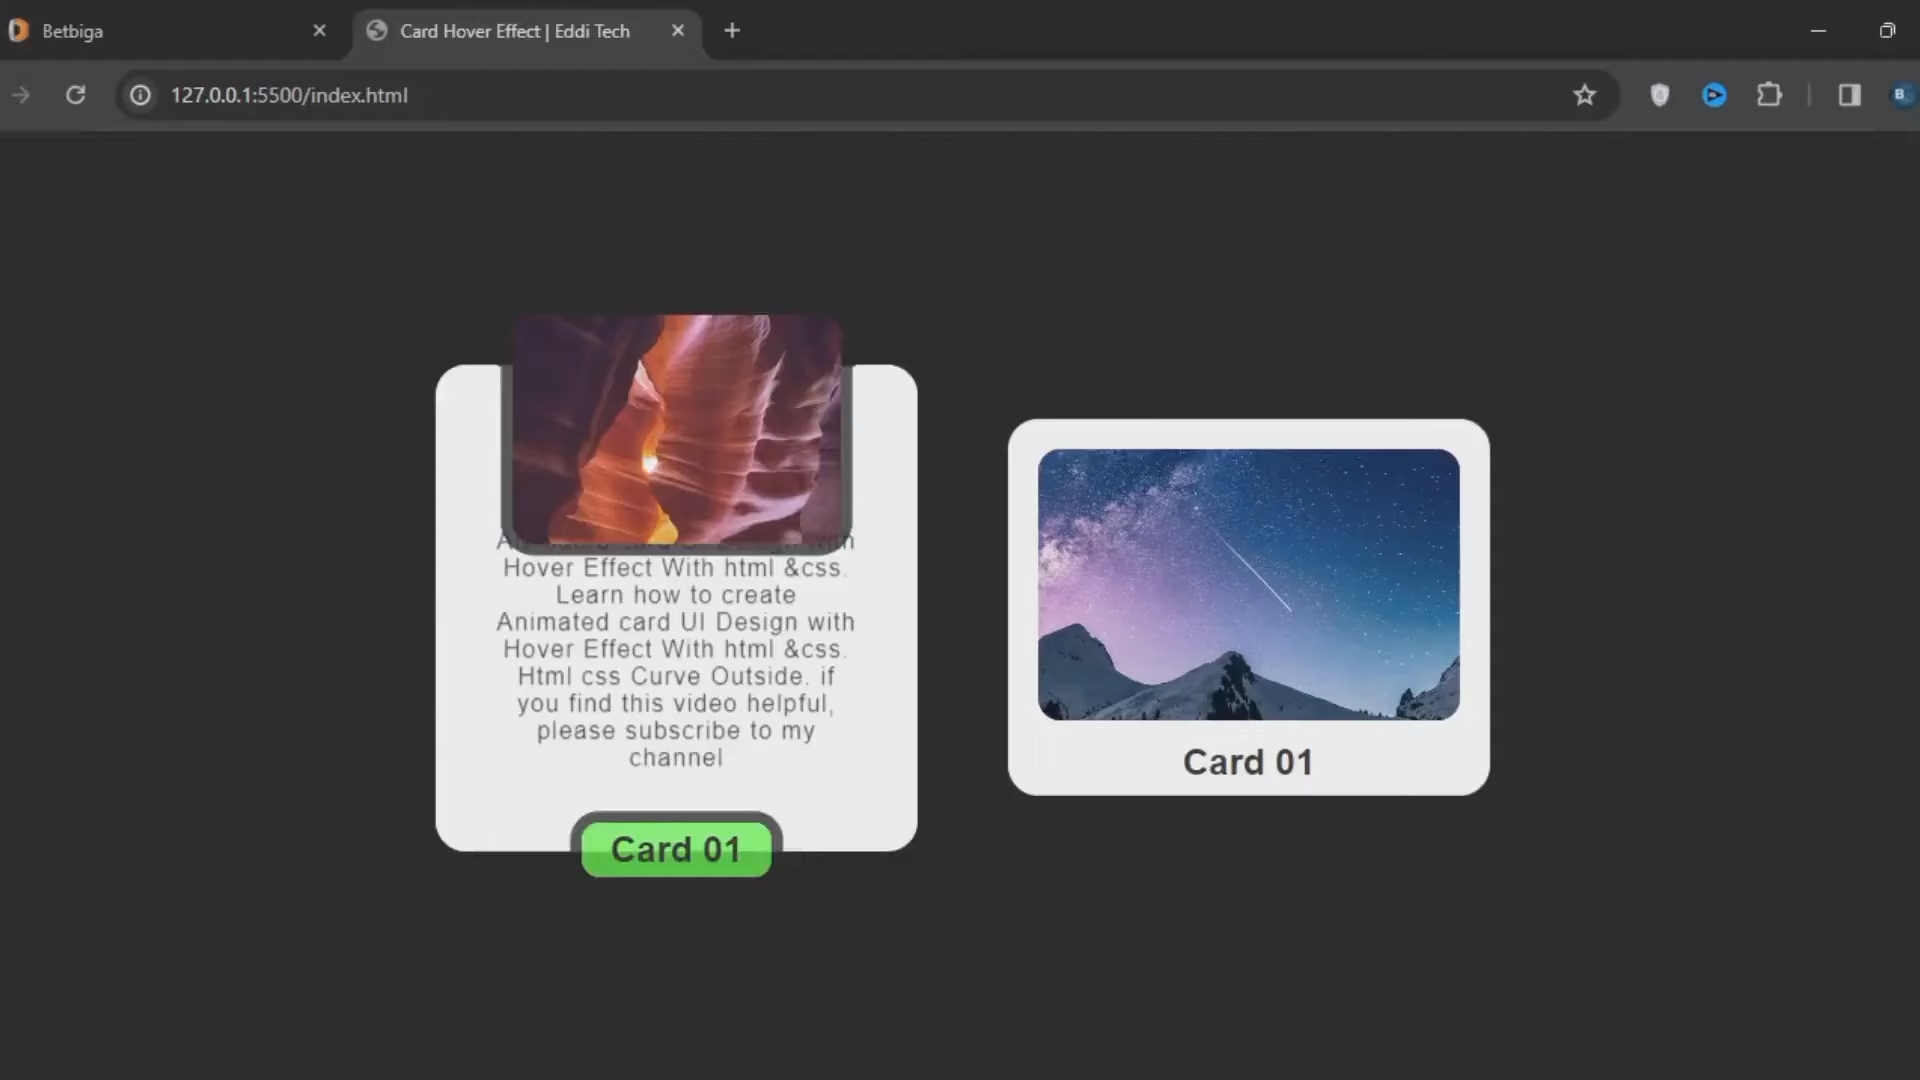 Betbiga
Card Hover Effect | Eddi Tech
127.0.0.1:5500/index.html
Hover Effect With html &css.
Learn how to create
Animated card UI Design with
Hover Effect With html &css.
Html css Curve Outside. if
you find this video helpful,
please subscribe to my
channel
Card 01
Card 01